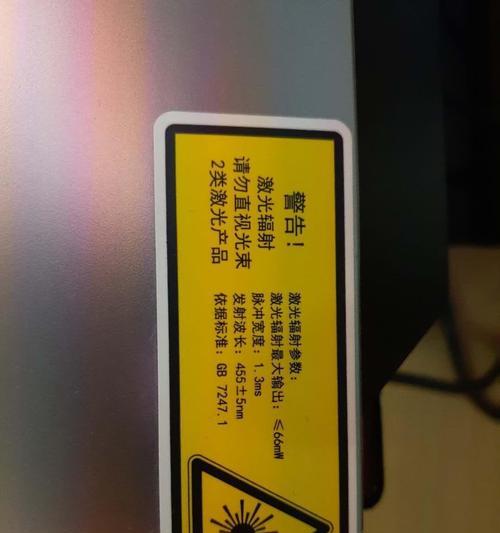 警告！
激光辐射
请勿直视光束
2类激光产品
激光辐射参数：
激光辐射最大输出：≤66mW
脉冲宽度：1.3ms
发射波长：455±5nm
依据标准：GB 7247.1